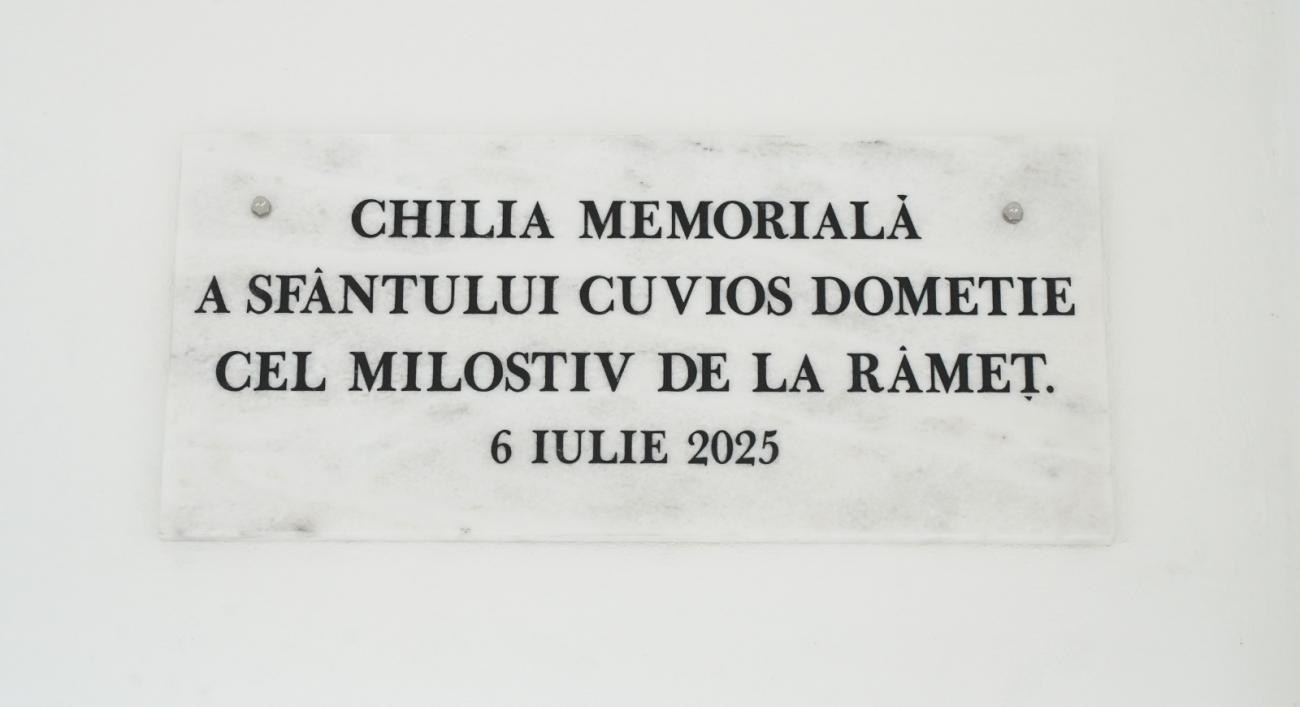 CHILIA MEMORIALĂ
A SFÂNTULUI CUVIOS DOMETIE
CEL MILOSTIV DE LA RÂMEȚ.
6 IULIE 2025